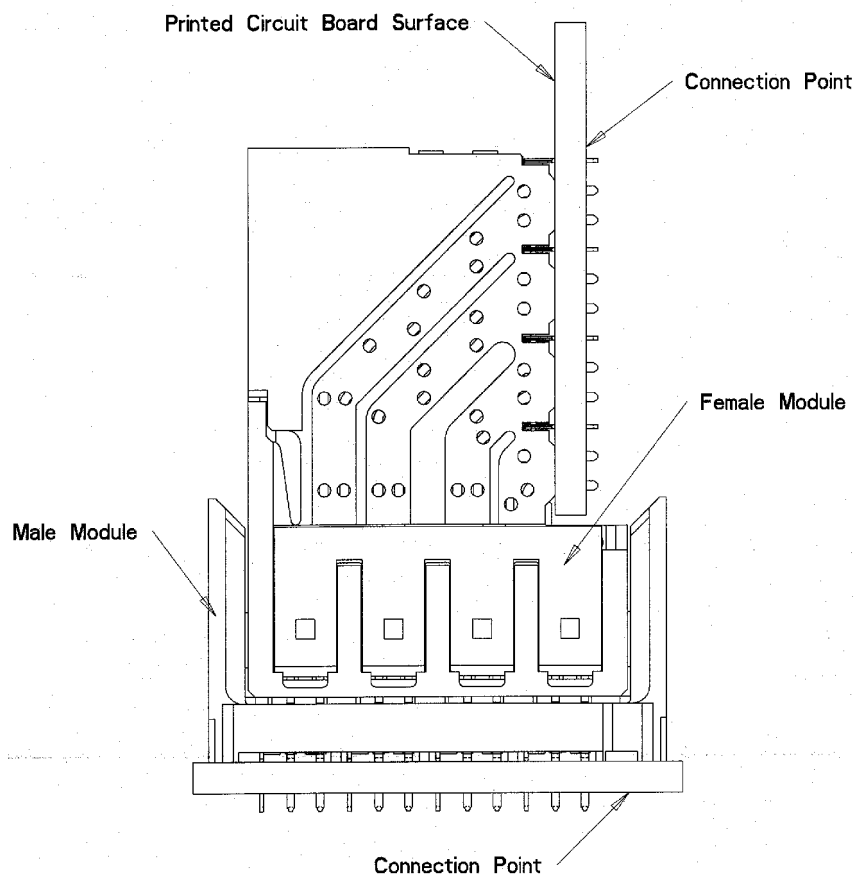 Printed Circuit Board Surface
Connection Point
Female Module
Male Module
Connection Point